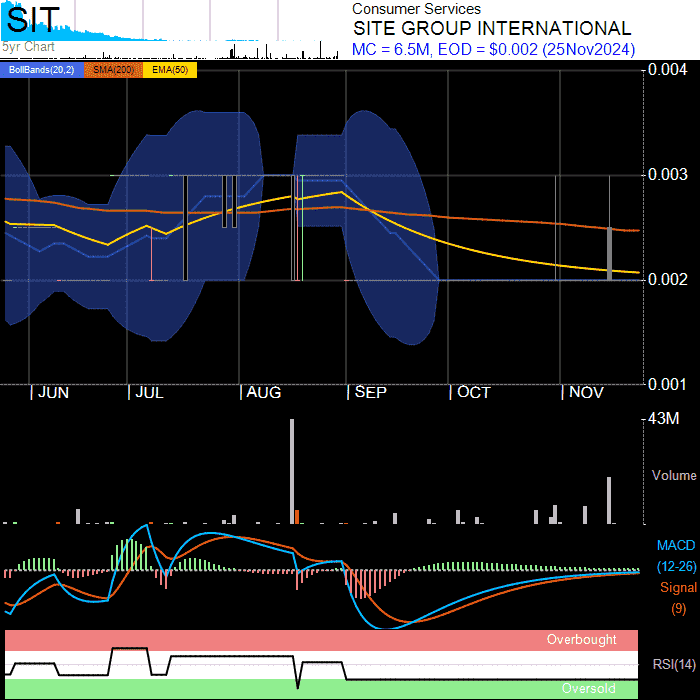 SIT
5yr Chart
Consumer Services
SITE GROUP INTERNATIONAL
MC = 6.5M, EOD = $0.002 (25Nov2024)
BollBands(20,2) SMA(200) EMA(50)
0.004
0.003
0.002
0.001
JUN JUL AUG SEP OCT NOV
43M
Volume
MACD
(12-26)
Signal
(9)
Overbought
RSI(14)
Oversold